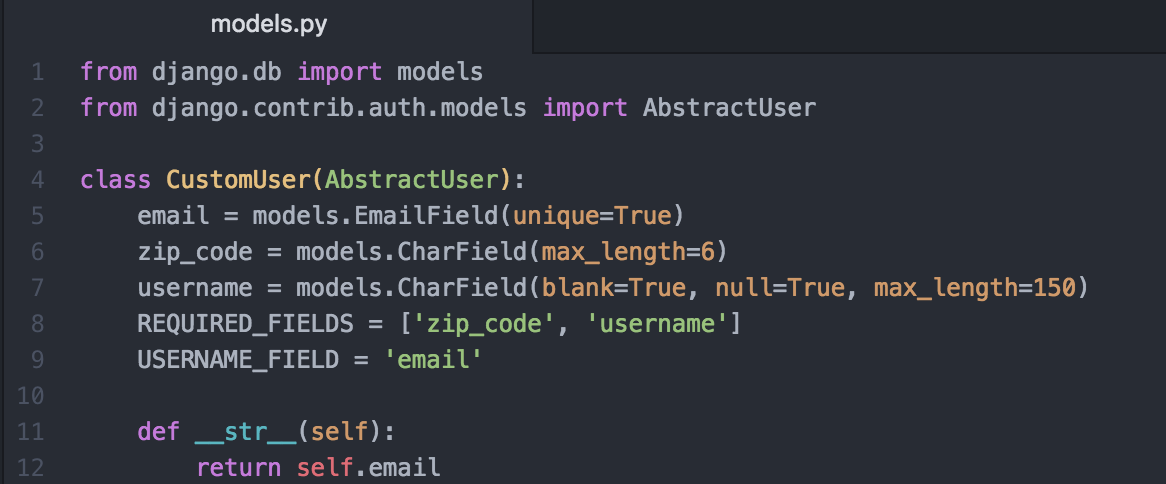 models.py
1 from django.db import models
2 from django.contrib.auth.models import AbstractUser
3
4 class CustomUser(AbstractUser):
5     email = models.EmailField(unique=True)
6     zip_code = models.CharField(max_length=6)
7     username = models.CharField(blank=True, null=True, max_length=150)
8     REQUIRED_FIELDS = ['zip_code', 'username']
9     USERNAME_FIELD = 'email'
10
11     def __str__(self):
12         return self.email